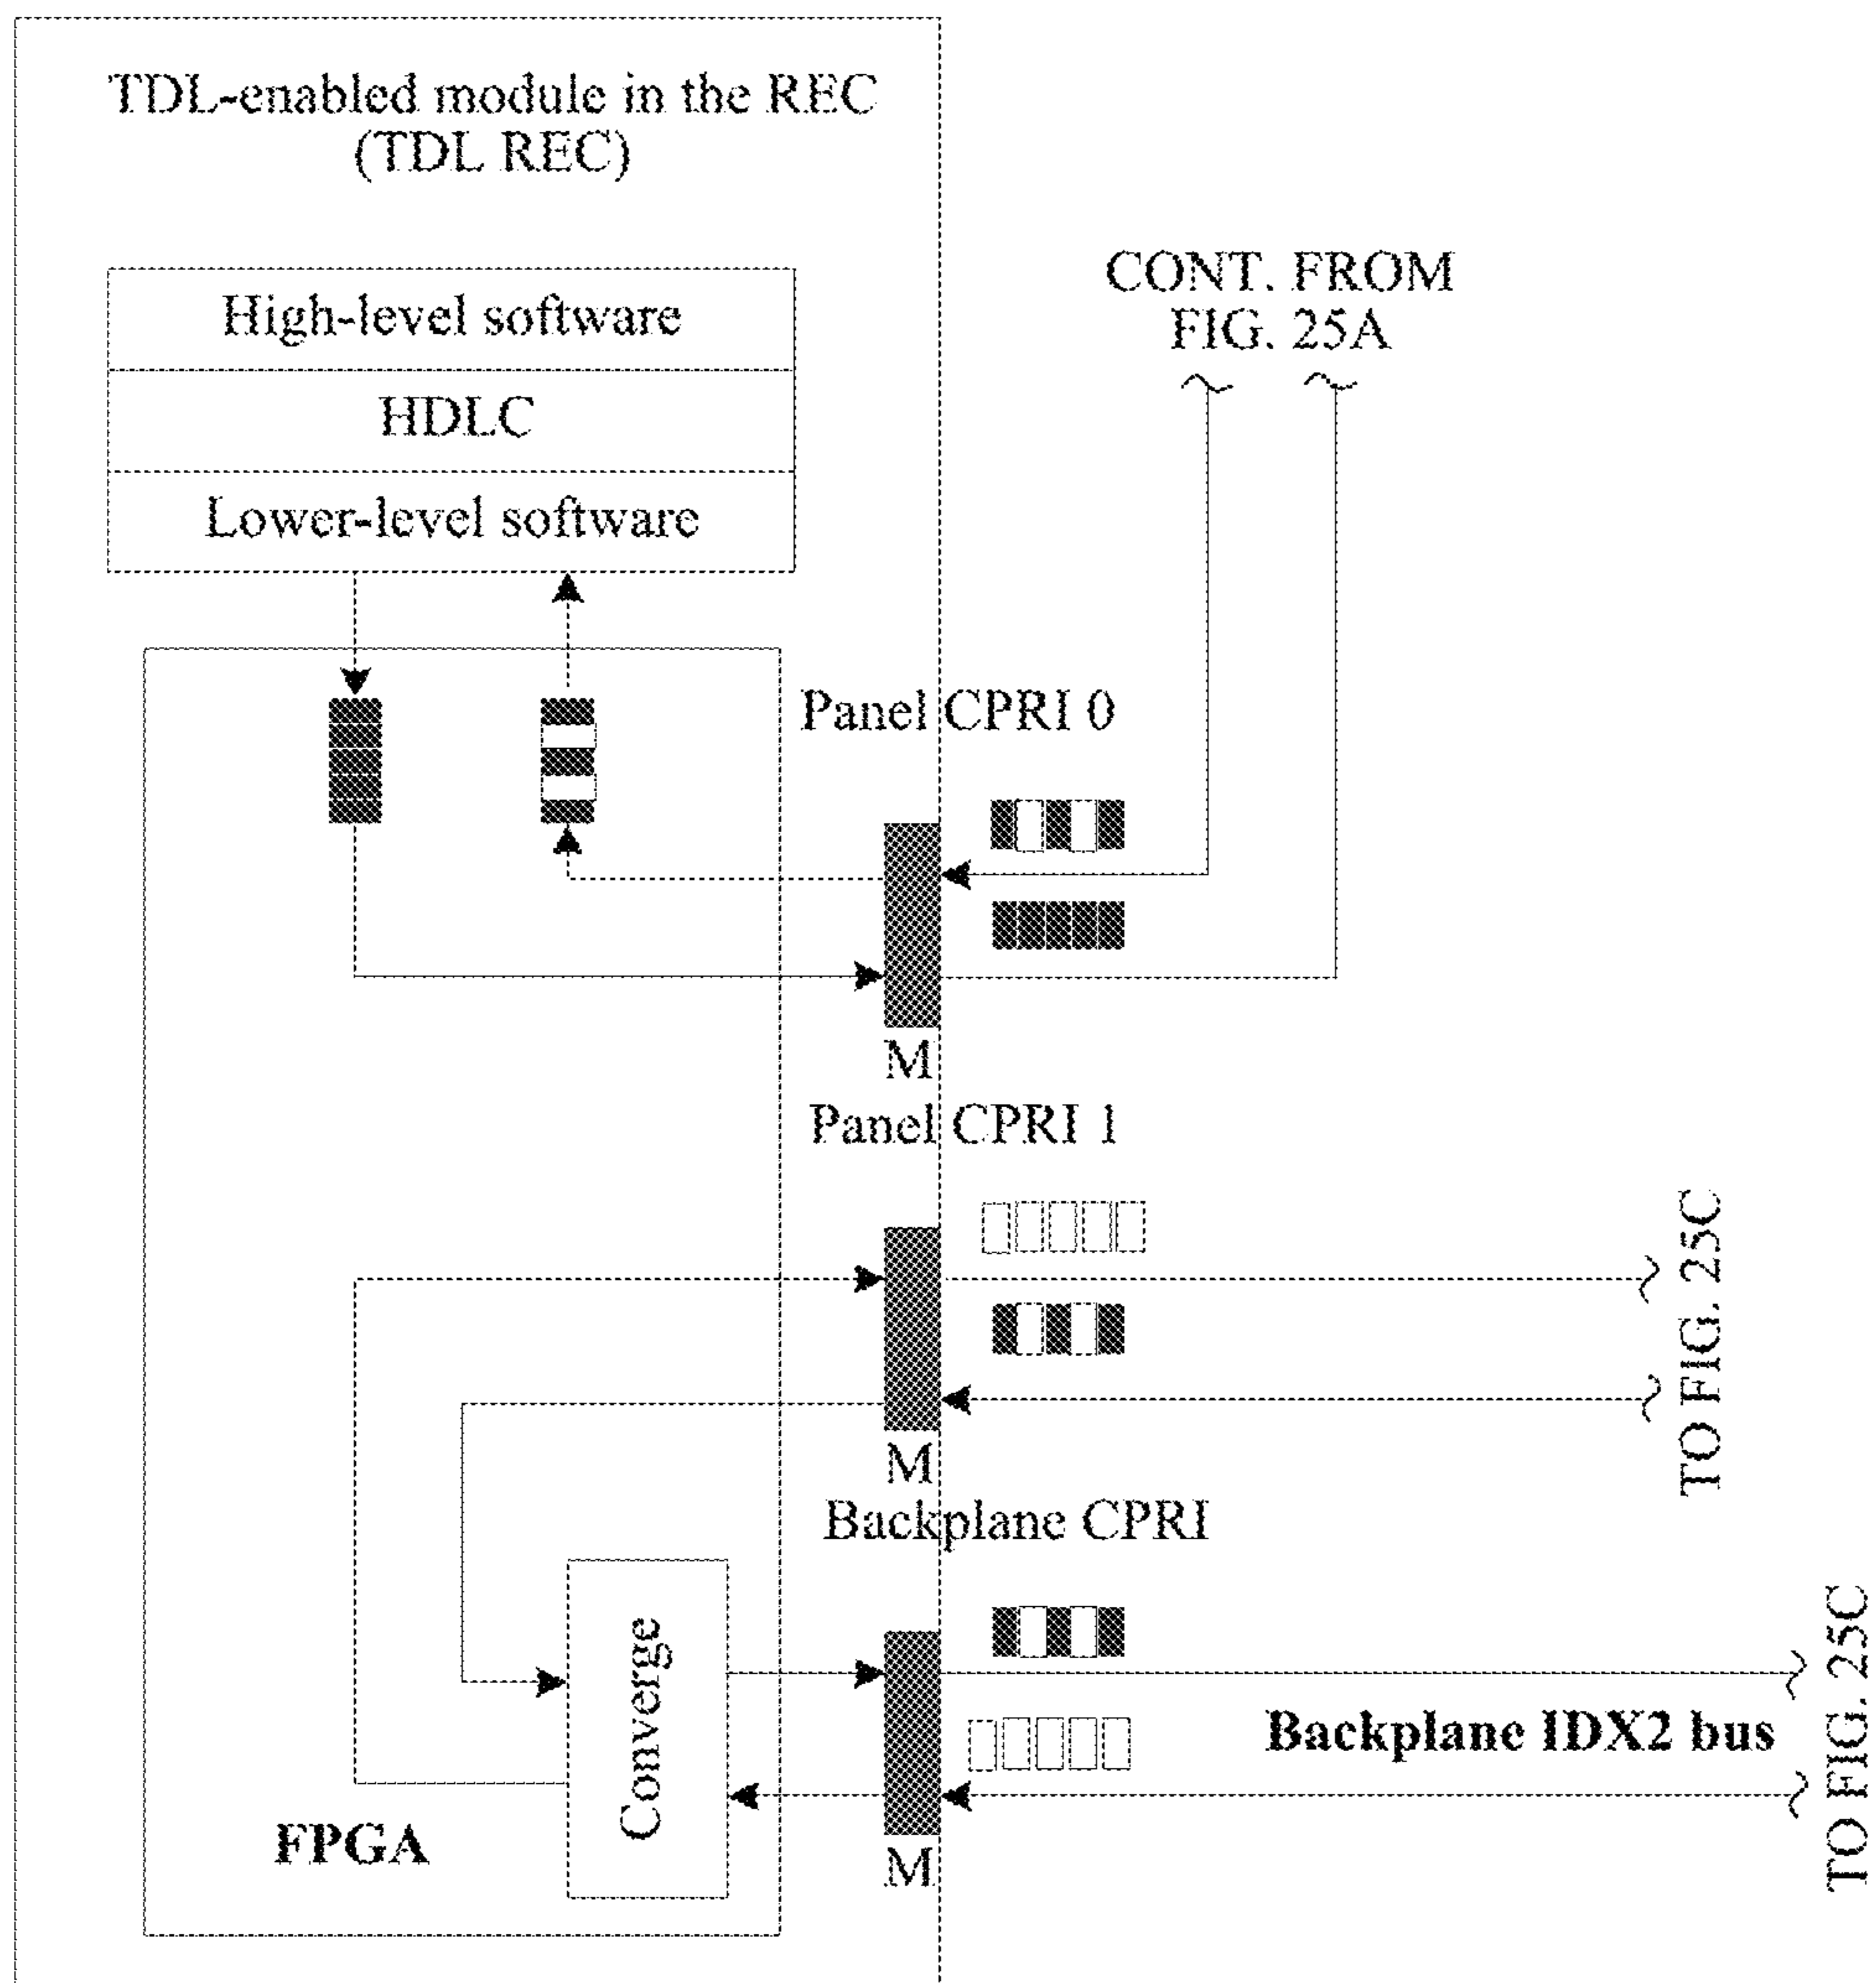 TDL-enabled module in the REC
(TDL REC)
CONT. FROM
FIG. 25A
High-level software
HDLC
Lower-level software
Panel CPRI 0
M
Panel CPRI 1
TO FIG. 25C
M
Backplane CPRI
Converge
Backplane IDX2 bus
TO FIG. 25C
FPGA
M